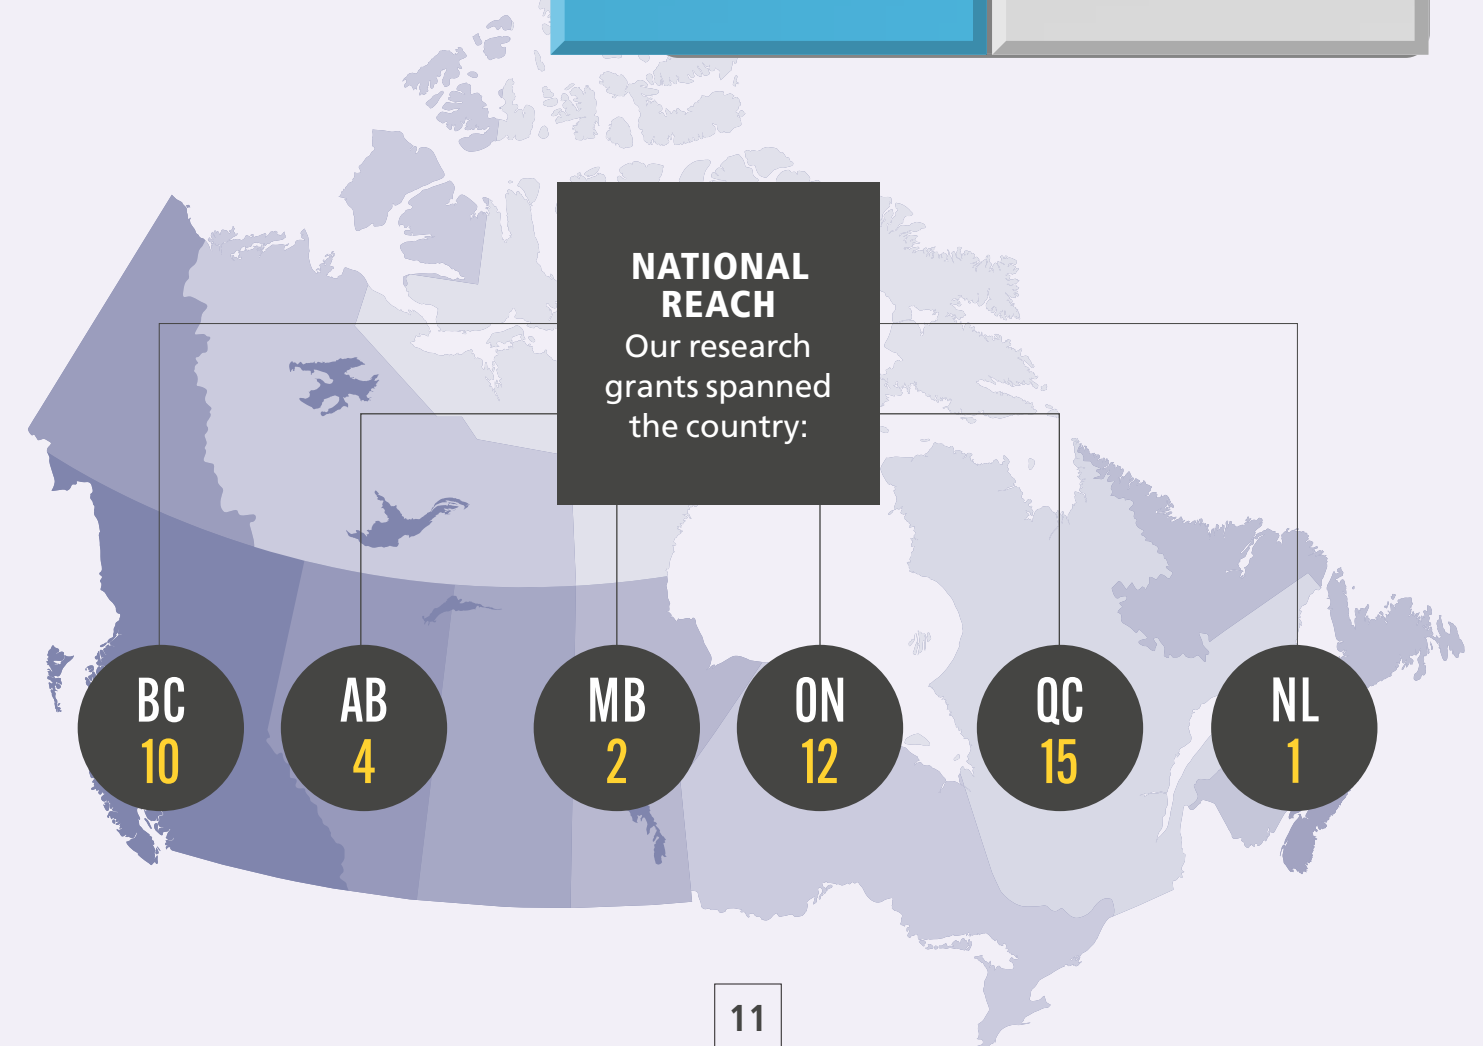 NATIONAL
REACH
Our research
grants spanned
the country:
BC
10
AB
4
MB
2
ON
12
QC
15
NL
1
11